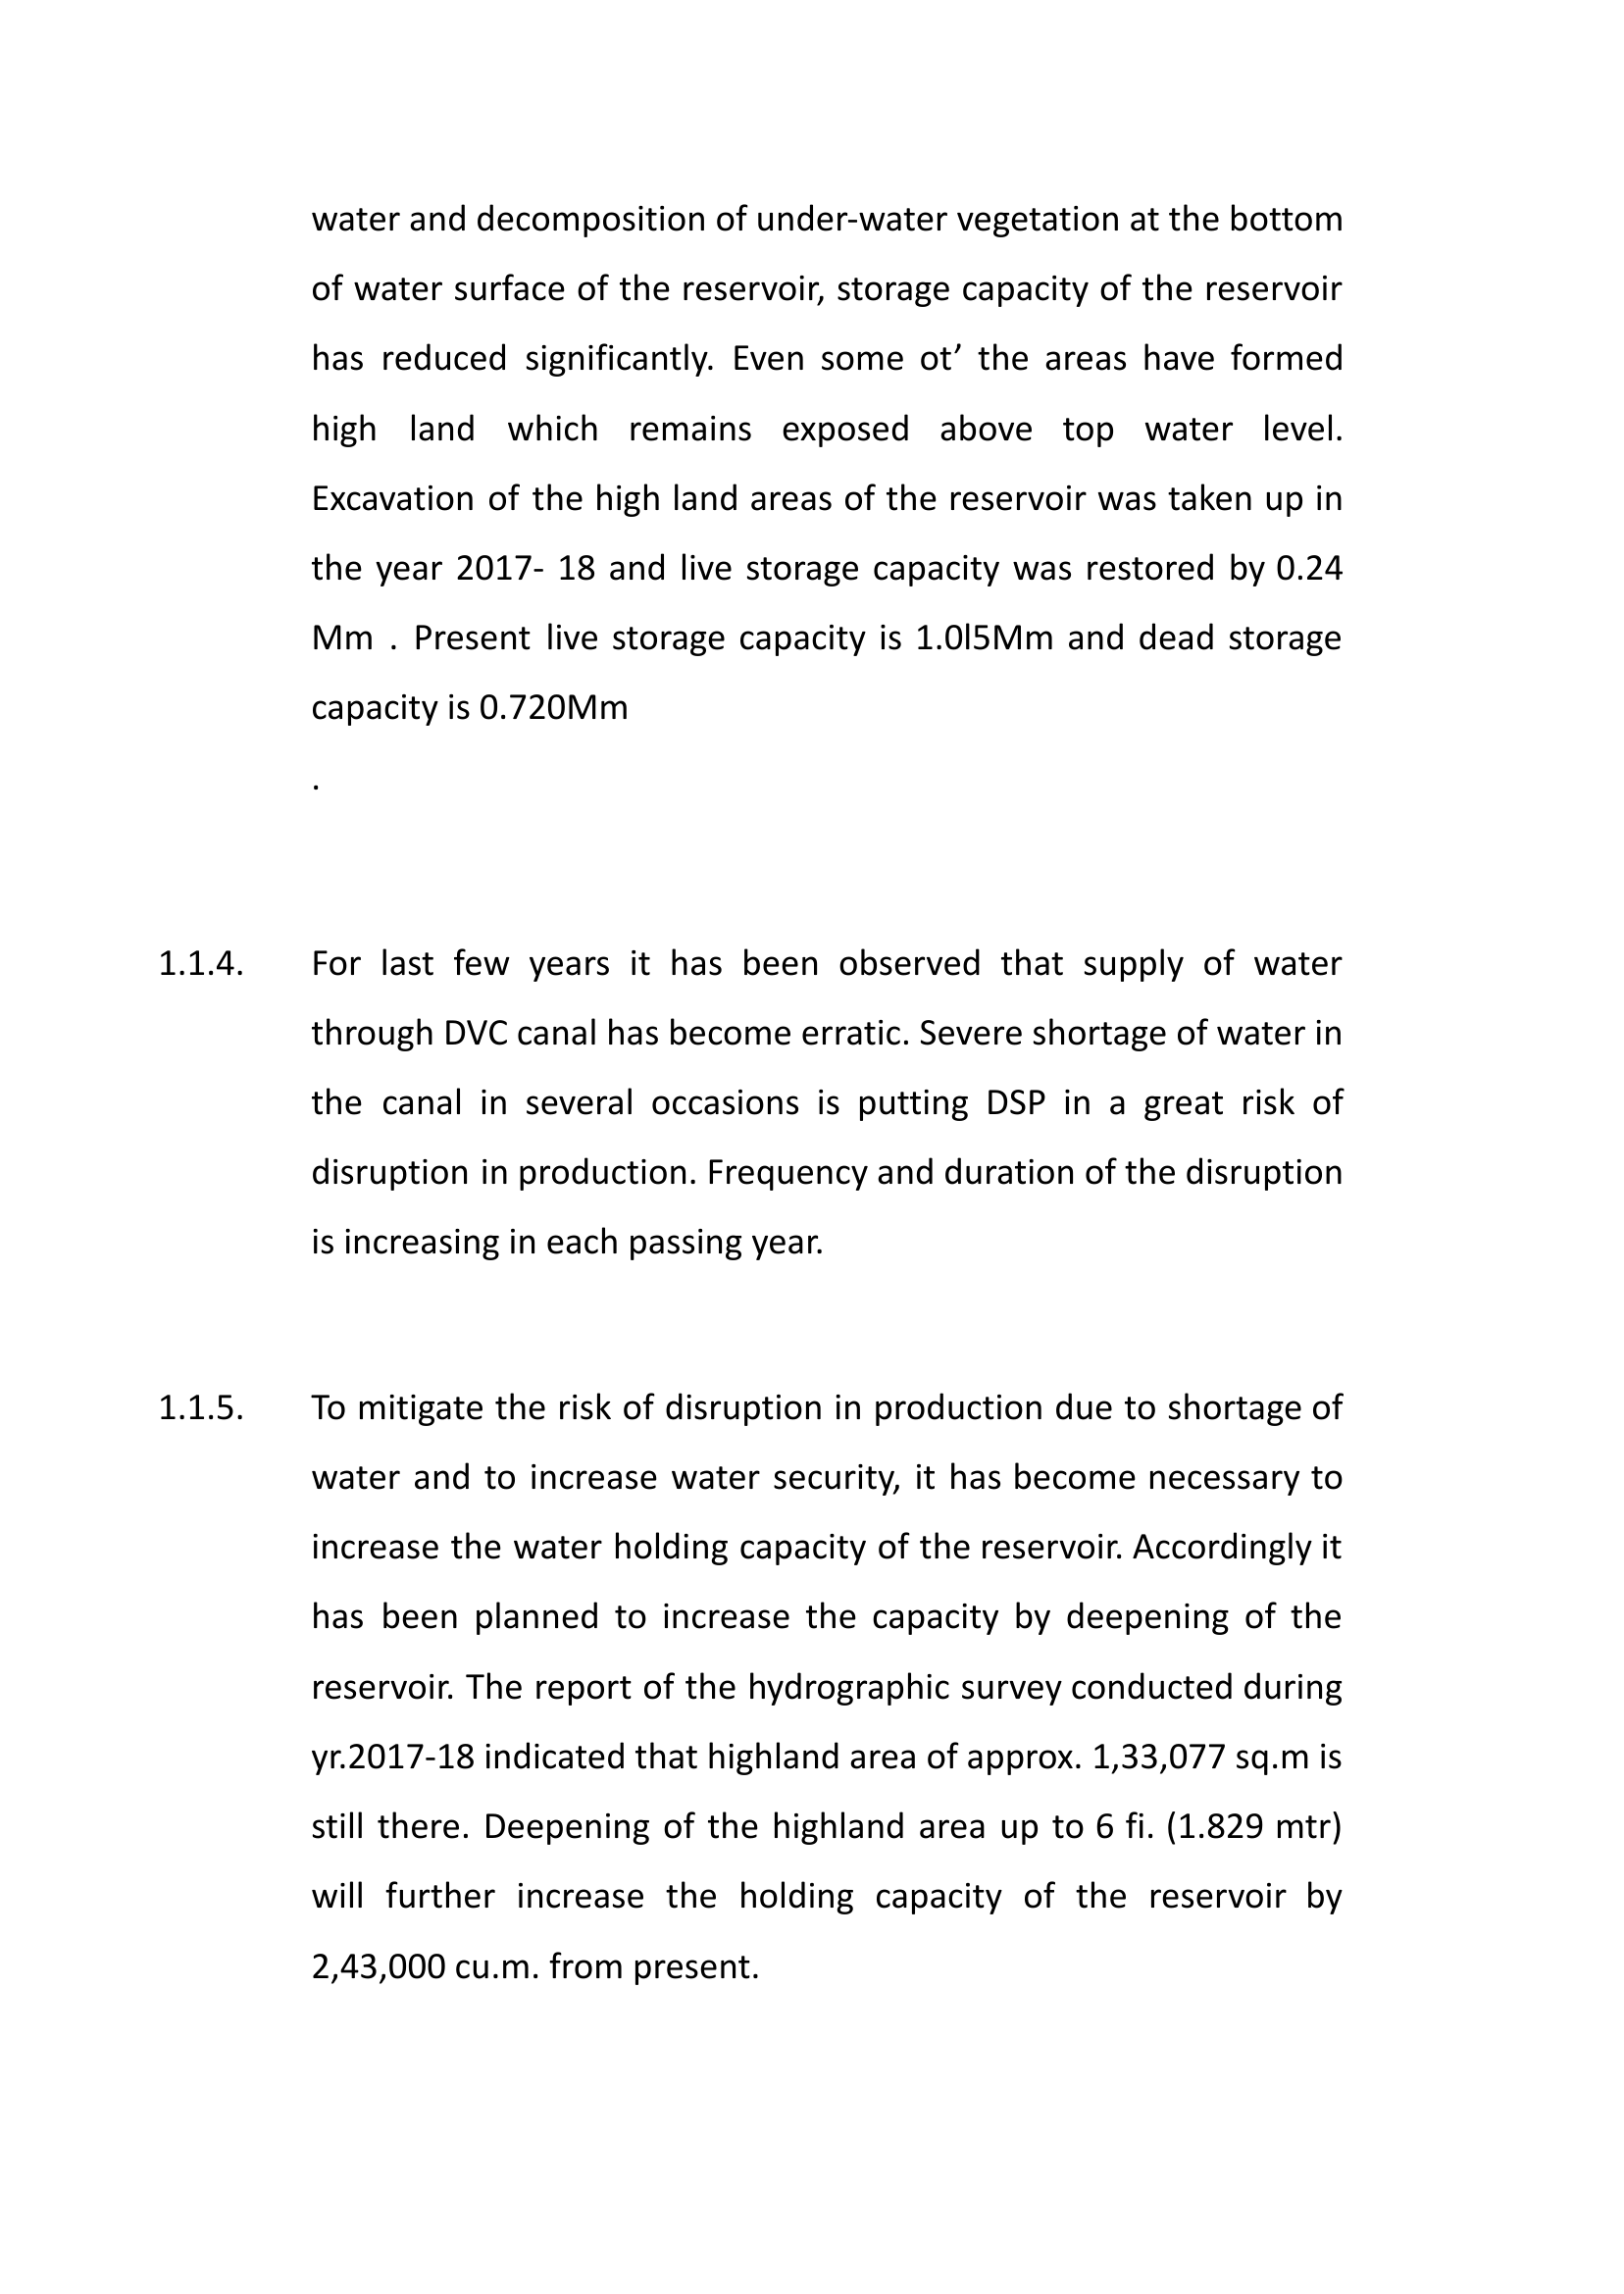 water and decomposition of under-water vegetation at the bottom
of water surface of the reservoir, storage capacity of the reservoir
has reduced significantly. Even some ot’ the areas have formed
high land which remains exposed above top water level.
Excavation of the high land areas of the reservoir was taken up in
the year 2017- 18 and live storage capacity was restored by 0.24
Mm . Present live storage capacity is 1.0l5Mm and dead storage
capacity is 0.720Mm
.
1.1.4. For last few years it has been observed that supply of water
through DVC canal has become erratic. Severe shortage of water in
the canal in several occasions is putting DSP in a great risk of
disruption in production. Frequency and duration of the disruption
is increasing in each passing year.
1.1.5. To mitigate the risk of disruption in production due to shortage of
water and to increase water security, it has become necessary to
increase the water holding capacity of the reservoir. Accordingly it
has been planned to increase the capacity by deepening of the
reservoir. The report of the hydrographic survey conducted during
yr.2017-18 indicated that highland area of approx. 1,33,077 sq.m is
still there. Deepening of the highland area up to 6 fi. (1.829 mtr)
will further increase the holding capacity of the reservoir by
2,43,000 cu.m. from present.